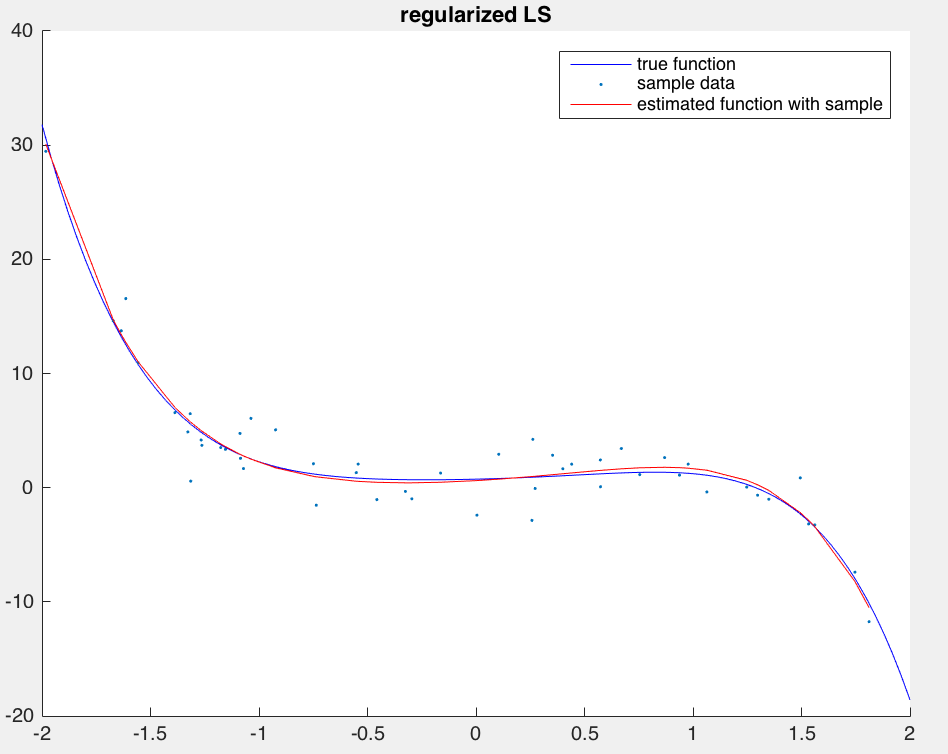 regularized LS
40
true function
sample data
estimated function with sample
30
20
10
0
-10
-20
-2 -1.5 -1 -0.5 0 0.5 1 1.5 2